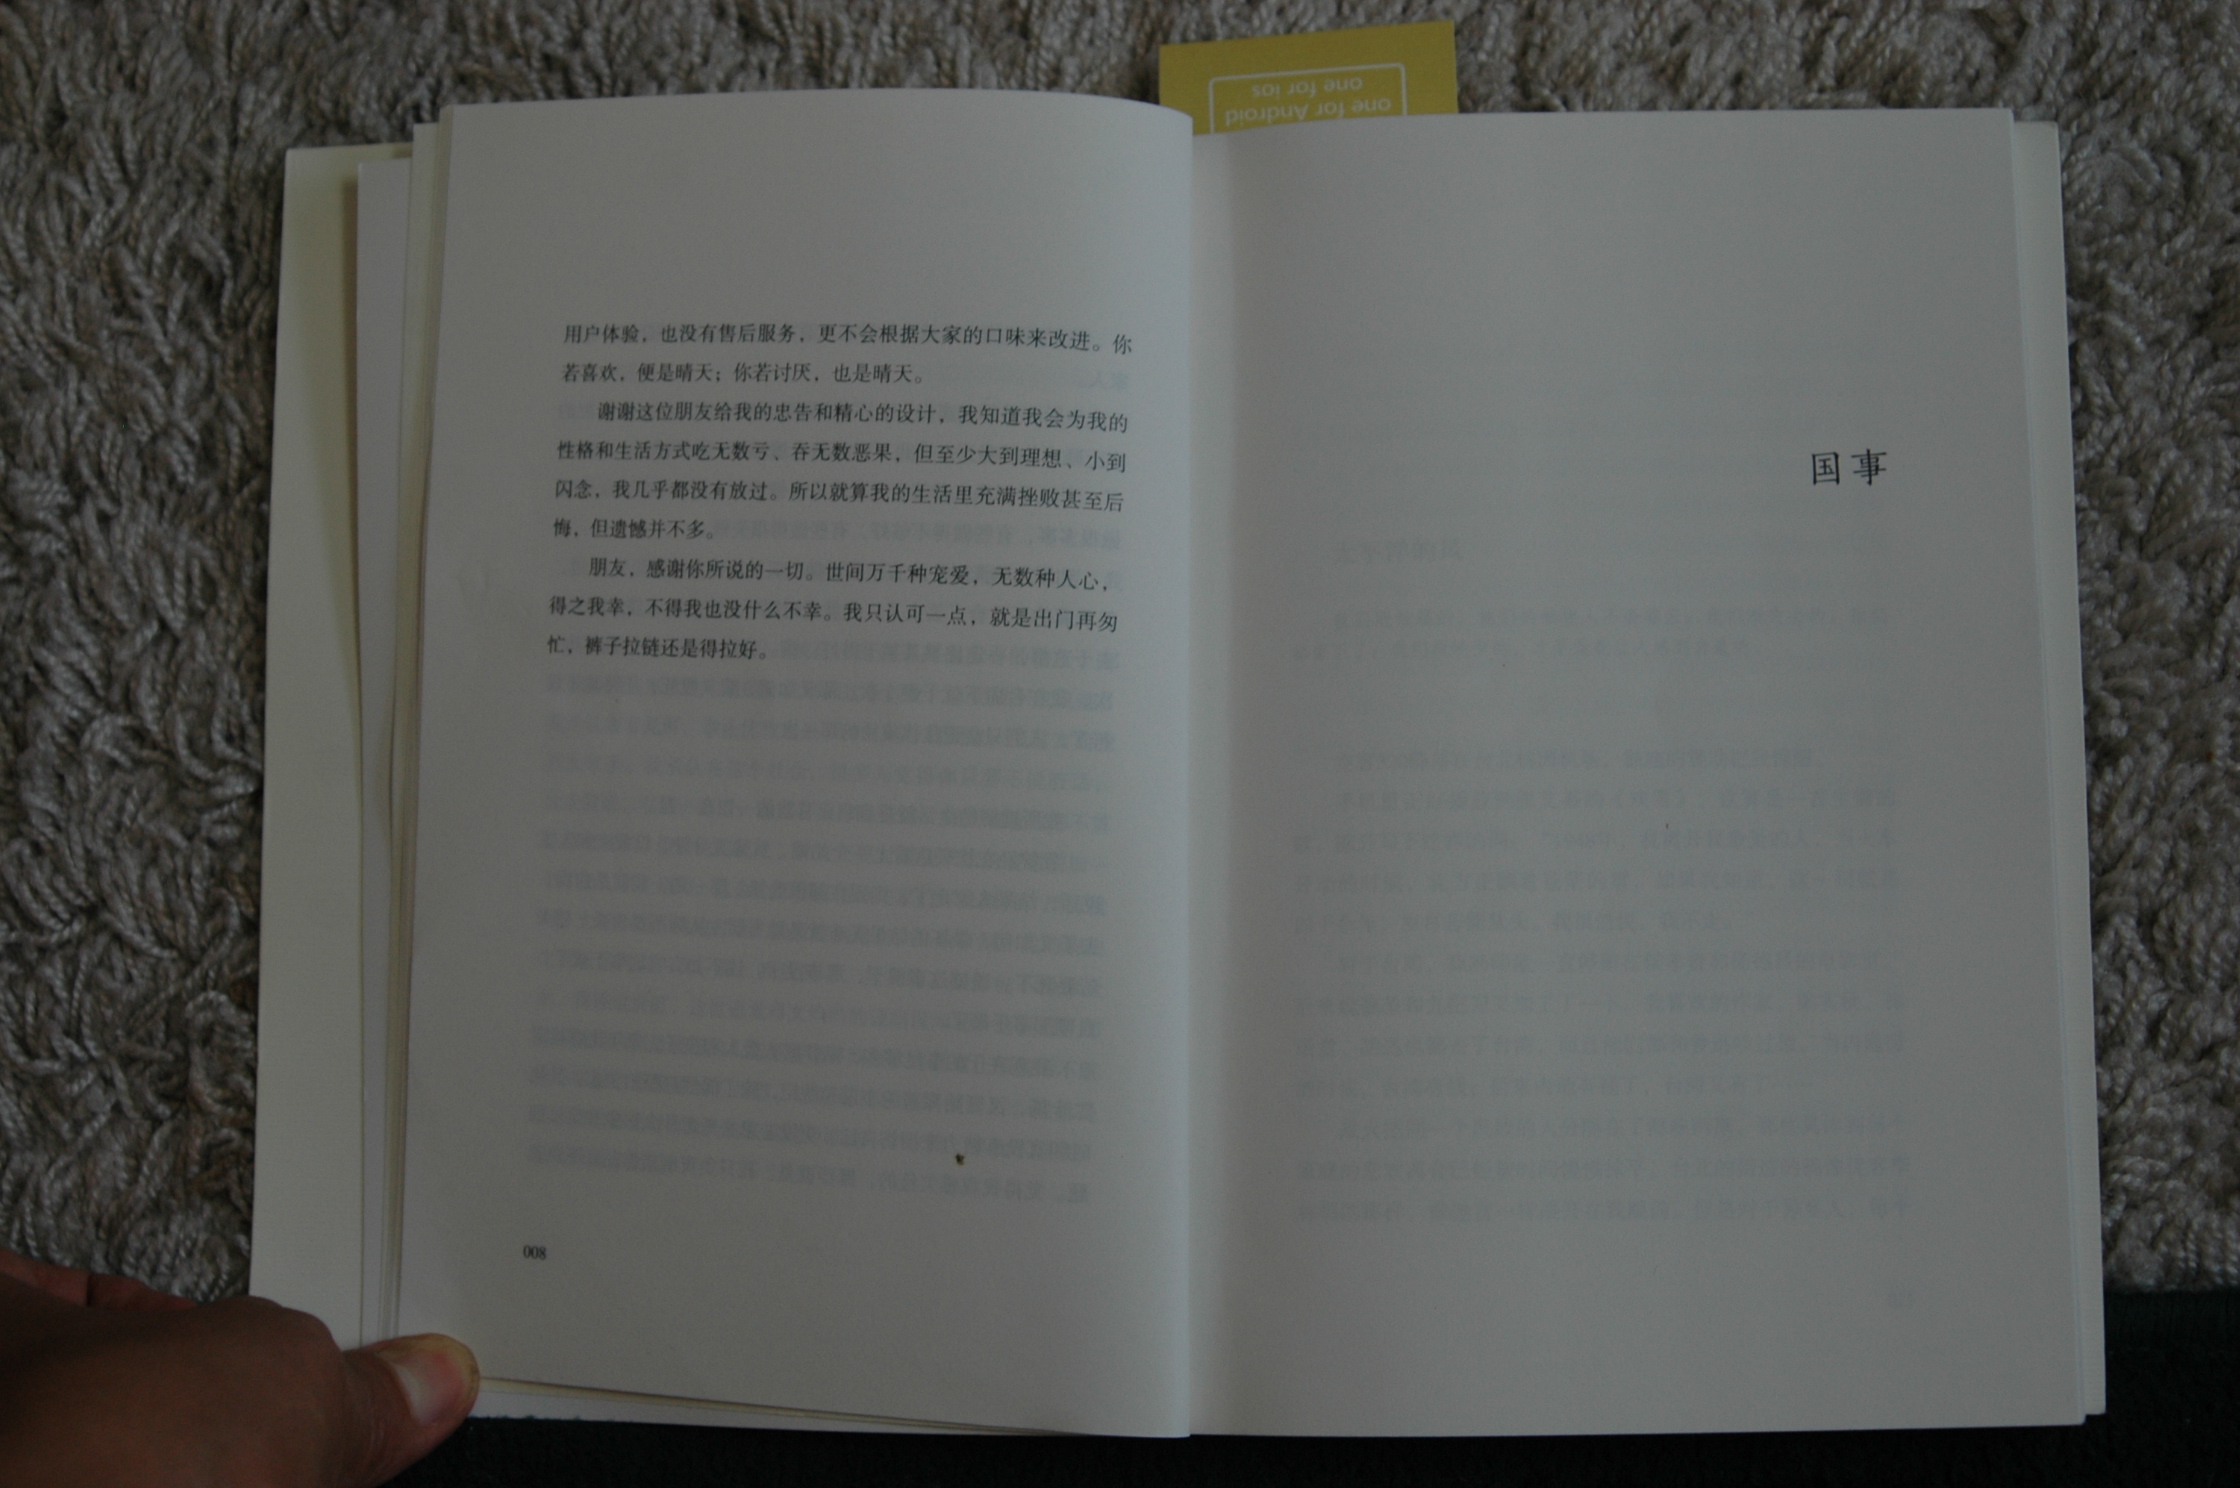 one for Android
one for ios
用户体验，也没有售后服务，更不会根据大家的口味来改进。你
若喜欢，便是晴天；你若讨厌，也是晴天。
谢谢这位朋友给我的忠告和精心的设计，我知道我会为我的
性格和生活方式吃无数亏、吞无数恶果，但至少大到理想、小到
闪念，我几乎都没有放过。所以就算我的生活里充满挫败甚至后
悔，但遗憾并不多。
朋友，感谢你所说的一切。世间万千种宠爱，无数种人心，
得之我幸，不得我也没什么不幸。我只认可一点，就是出门再匆
忙，裤子拉链还是得拉好。
008
国事